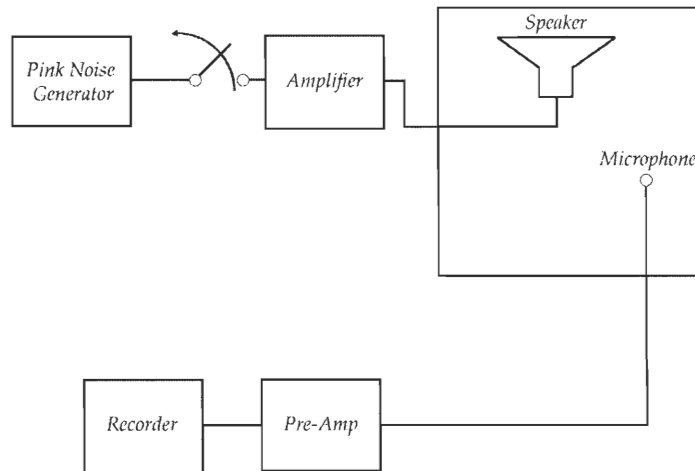 Speaker
Pink Noise
Generator
Amplifier
Microphone
Recorder
Pre-Amp